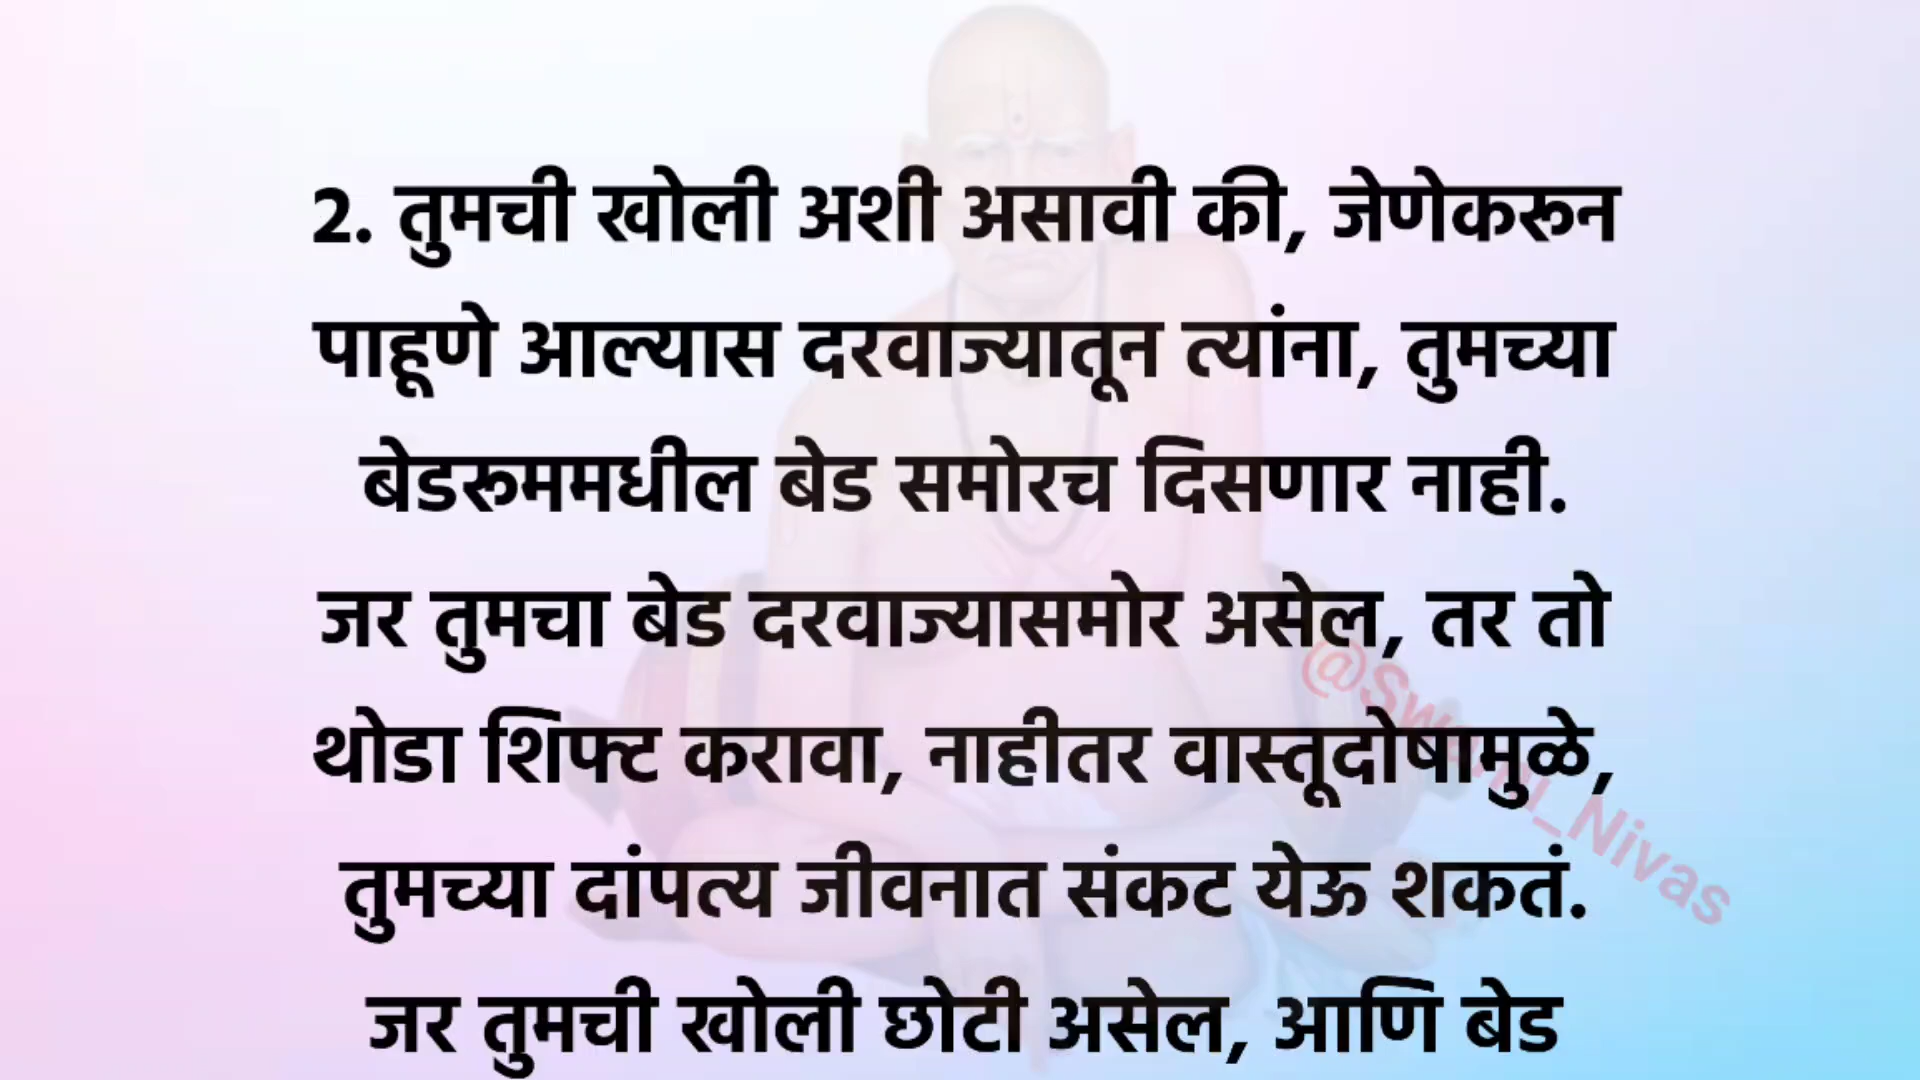 2. तुमची खोली अशी असावी की, जेणेकरून
पाहूणे आल्यास दरवाज्यातून त्यांना, तुमच्या
बेडरूममधील बेड समोरच दिसणार नाही.
जर तुमचा बेड दरवाज्यासमोर असेल, तर तो
थोडा शिफ्ट करावा, नाहीतर वास्तूदोषामुळे,
तुमच्या दांपत्य जीवनात संकट येऊ शकतं.
जर तुमची खोली छोटी असेल, आणि बेड
@Swami_Nivas